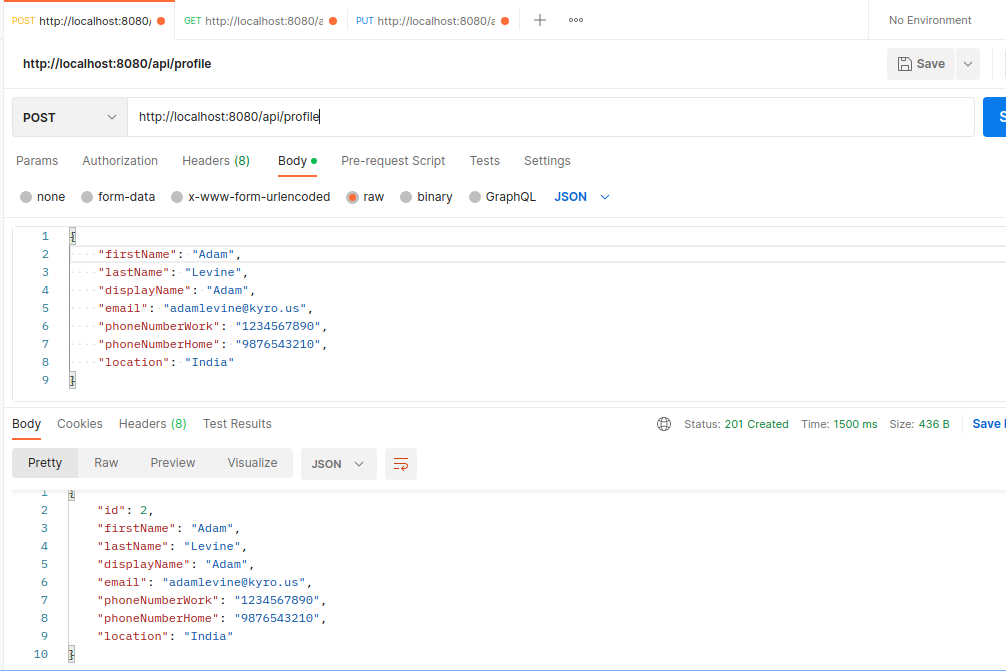 POST http://localhost:8080/ GET http://localhost:8080/a PUT http://localhost:8080/a No Environment
http://localhost:8080/api/profile Save
POST http://localhost:8080/api/profile S
Params Authorization Headers (8) Body Pre-request Script Tests Settings
none form-data x-www-form-urlencoded raw binary GraphQL JSON
1 {
2 "firstName": "Adam",
3 "lastName": "Levine",
4 "displayName": "Adam",
5 "email": "adamlevine@kyro.us",
6 "phoneNumberWork": "1234567890",
7 "phoneNumberHome": "9876543210",
8 "location": "India"
9 }
Body Cookies Headers (8) Test Results Status: 201 Created Time: 1500 ms Size: 436 B Save
Pretty Raw Preview Visualize JSON
1 {
2 "id": 2,
3 "firstName": "Adam",
4 "lastName": "Levine",
5 "displayName": "Adam",
6 "email": "adamlevine@kyro.us",
7 "phoneNumberWork": "1234567890",
8 "phoneNumberHome": "9876543210",
9 "location": "India"
10 }